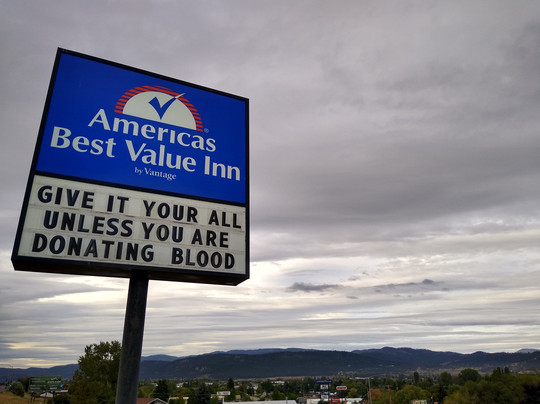 Americas
Best Value Inn
by Vantage
GIVE IT YOUR ALL
UNLESS YOU ARE
DONATING BLOOD